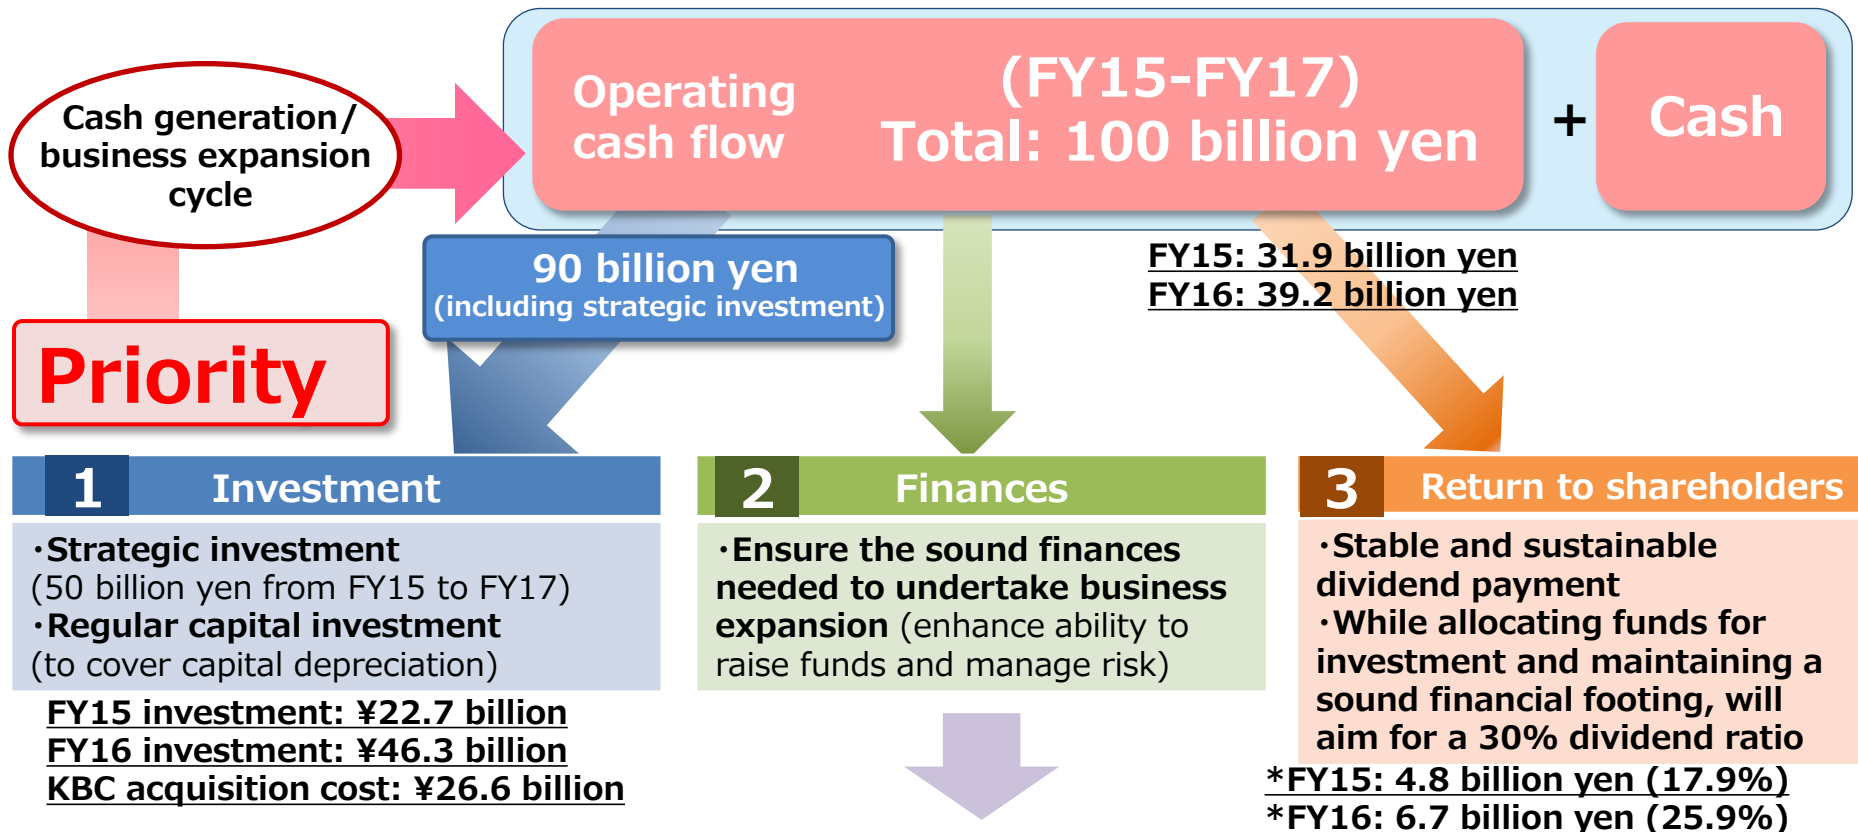 Cash generation/
business expansion
cycle
Operating
cash flow
(FY15-FY17)
Total: 100 billion yen
+
Cash
90 billion yen
(including strategic investment)
FY15: 31.9 billion yen
FY16: 39.2 billion yen
Priority
1 Investment
・Strategic investment
(50 billion yen from FY15 to FY17)
・Regular capital investment
(to cover capital depreciation)
FY15 investment: ¥22.7 billion
FY16 investment: ¥46.3 billion
KBC acquisition cost: ¥26.6 billion
2 Finances
・Ensure the sound finances
needed to undertake business
expansion (enhance ability to
raise funds and manage risk)
3 Return to shareholders
・Stable and sustainable
dividend payment
・While allocating funds for
investment and maintaining a
sound financial footing, will
aim for a 30% dividend ratio
*FY15: 4.8 billion yen (17.9%)
*FY16: 6.7 billion yen (25.9%)